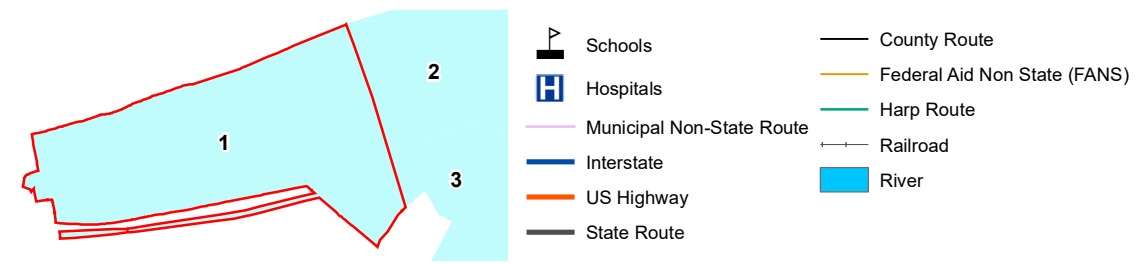 1
2
3
Schools
H
Hospitals
Municipal Non-State Route
Interstate
US Highway
State Route
County Route
Federal Aid Non State (FANS)
Harp Route
Railroad
River